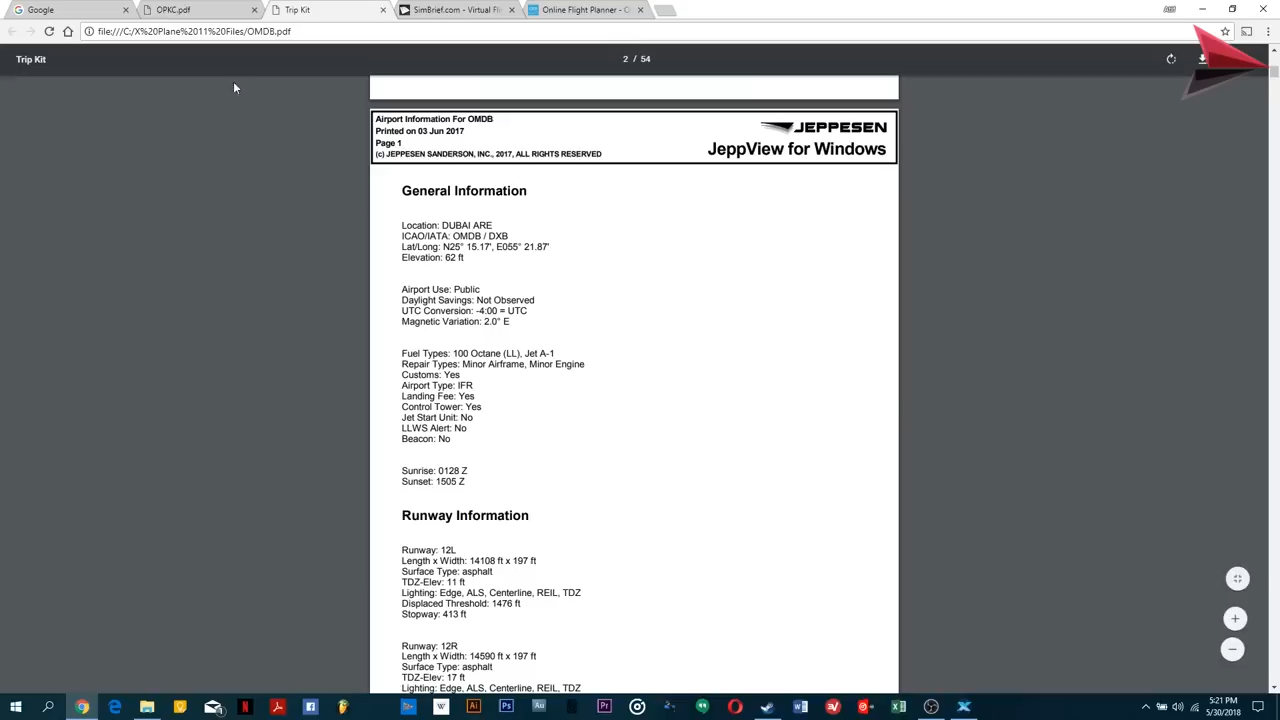 Google
OPKC.pdf
Trip Kit
SimBrief.com - Virtual Fli
Online Flight Planner - O
file:///C:/X%20Plane%2011%20Files/OMDB.pdf
Trip Kit
2 / 54
Airport Information For OMDB
Printed on 03 Jun 2017
Page 1
(c) JEPPESEN SANDERSON, INC., 2017, ALL RIGHTS RESERVED
JEPPESEN
JeppView for Windows
General Information
Location: DUBAI ARE
ICAO/IATA: OMDB / DXB
Lat/Long: N25° 15.17', E055° 21.87'
Elevation: 62 ft
Airport Use: Public
Daylight Savings: Not Observed
UTC Conversion: -4:00 = UTC
Magnetic Variation: 2.0° E
Fuel Types: 100 Octane (LL), Jet A-1
Repair Types: Minor Airframe, Minor Engine
Customs: Yes
Airport Type: IFR
Landing Fee: Yes
Control Tower: Yes
Jet Start Unit: No
LLWS Alert: No
Beacon: No
Sunrise: 0128 Z
Sunset: 1505 Z
Runway Information
Runway: 12L
Length x Width: 14108 ft x 197 ft
Surface Type: asphalt
TDZ-Elev: 11 ft
Lighting: Edge, ALS, Centerline, REIL, TDZ
Displaced Threshold: 1476 ft
Stopway: 413 ft
Runway: 12R
Length x Width: 14590 ft x 197 ft
Surface Type: asphalt
TDZ-Elev: 17 ft
Lighting: Edge, ALS, Centerline, REIL, TDZ
5:21 PM
5/30/2018